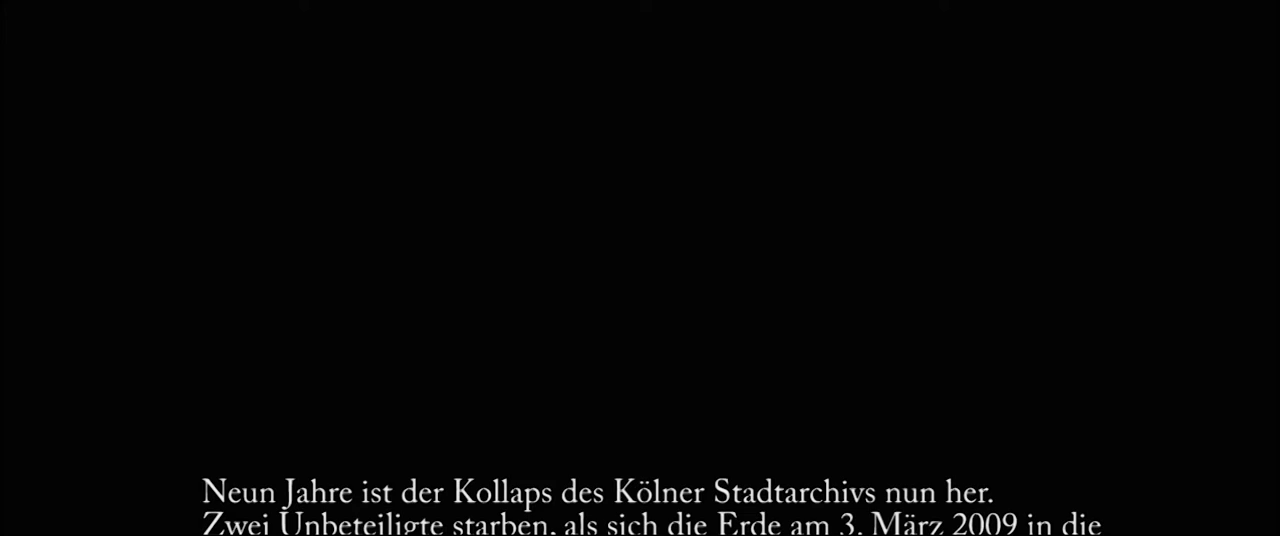 Neun Jahre ist der Kollaps des Kölner Stadtarchivs nun her.
Zwei Unbeteiligte starben, als sich die Erde am 3. März 2009 in die